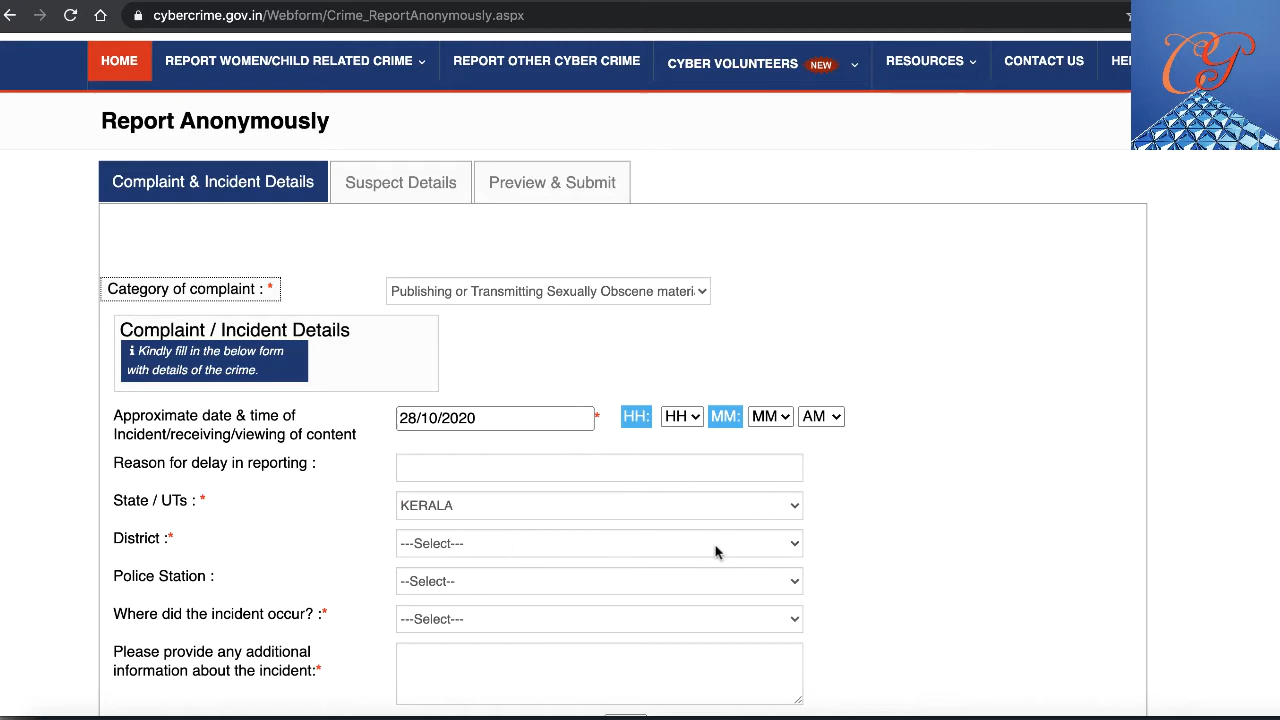 cybercrime.gov.in/Webform/Crime_ReportAnonymously.aspx
HOME REPORT WOMEN/CHILD RELATED CRIME REPORT OTHER CYBER CRIME CYBER VOLUNTEERS NEW RESOURCES CONTACT US
Report Anonymously
Complaint & Incident Details Suspect Details Preview & Submit
Category of complaint : * Publishing or Transmitting Sexually Obscene materi
Complaint / Incident Details
i Kindly fill in the below form
with details of the crime.
Approximate date & time of
Incident/receiving/viewing of content
28/10/2020 * HH: HH MM: MM AM
Reason for delay in reporting :
State / UTs : * KERALA
District :* ---Select---
Police Station : --Select--
Where did the incident occur? :* ---Select---
Please provide any additional
information about the incident:*